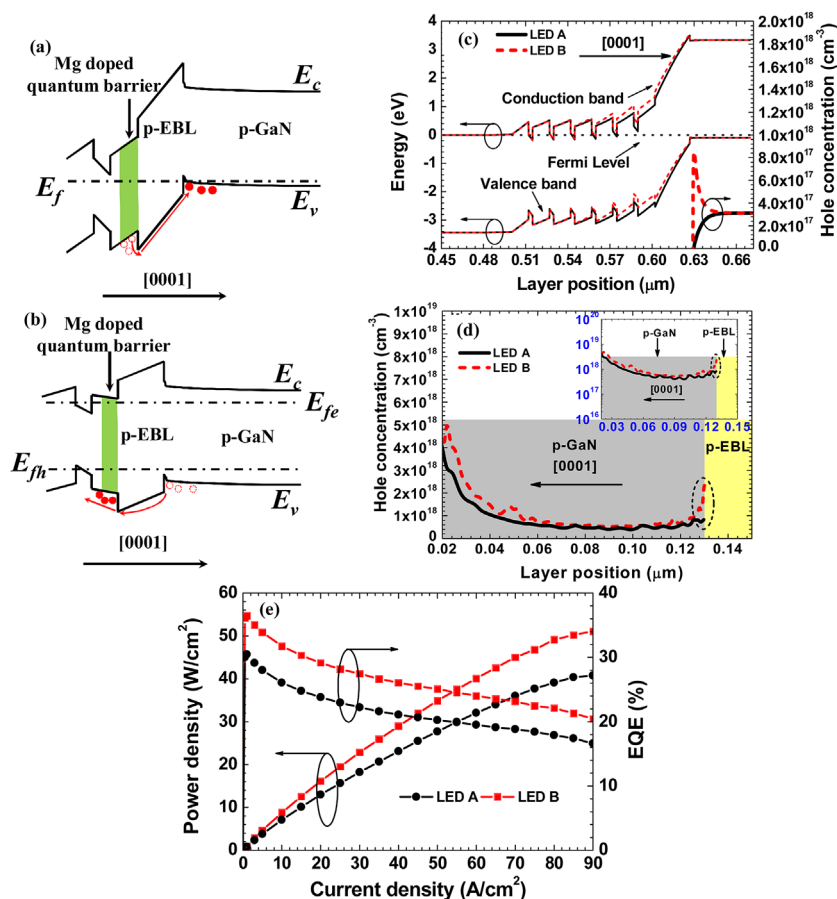 (a)
Mg doped
quantum barrier
E_c
p-EBL
p-GaN
E_f
E_v
[0001]
(b)
Mg doped
quantum barrier
E_c
E_fe
p-EBL
p-GaN
E_fh
E_v
[0001]
(c)
LED A
LED B
[0001]
Conduction band
Fermi Level
Valence band
Energy (eV)
4
3
2
1
0
-1
-2
-3
-4
Hole concentration (cm⁻³)
2.0x10¹⁸
1.8x10¹⁸
1.6x10¹⁸
1.4x10¹⁸
1.2x10¹⁸
1.0x10¹⁸
8.0x10¹⁷
6.0x10¹⁷
4.0x10¹⁷
2.0x10¹⁷
0.0
0.45 0.48 0.51 0.54 0.57 0.60 0.63 0.66
Layer position (μm)
(d)
LED A
LED B
Hole concentration (cm⁻³)
1x10¹⁹
9x10¹⁸
8x10¹⁸
7x10¹⁸
6x10¹⁸
5x10¹⁸
4x10¹⁸
3x10¹⁸
2x10¹⁸
1x10¹⁸
0
10²⁰
10¹⁹
10¹⁸
10¹⁷
10¹⁶
p-GaN
p-EBL
[0001]
0.03 0.06 0.09 0.12 0.15
p-GaN
[0001]
p-EBL
0.02 0.04 0.06 0.08 0.10 0.12 0.14
Layer position (μm)
(e)
Power density (W/cm²)
60
50
40
30
20
10
0
EQE (%)
40
30
20
10
0
LED A
LED B
0 10 20 30 40 50 60 70 80 90
Current density (A/cm²)